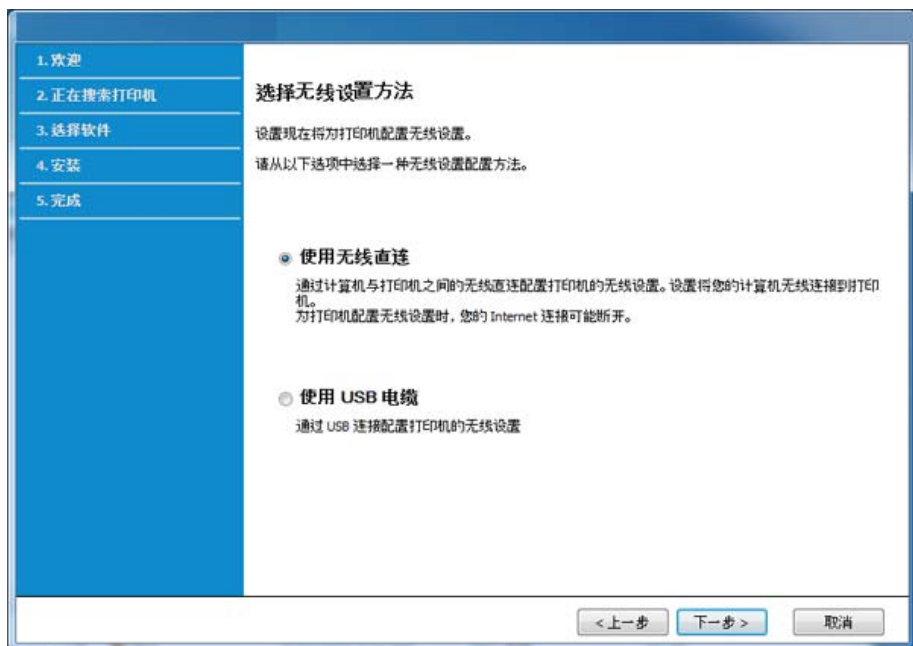 1.欢迎
2.正在搜索打印机
3.选择软件
4.安装
5.完成
选择无线设置方法
设置现在将为打印机配置无线设置。
请从以下选项中选择一种无线设置配置方法。
使用无线直连
通过计算机与打印机之间的无线直连配置打印机的无线设置。设置将您的计算机无线连接到打印
机。
为打印机配置无线设置时，您的 Internet 连接可能断开。
使用 USB 电缆
通过 USB 连接配置打印机的无线设置
<上一步
下一步>
取消